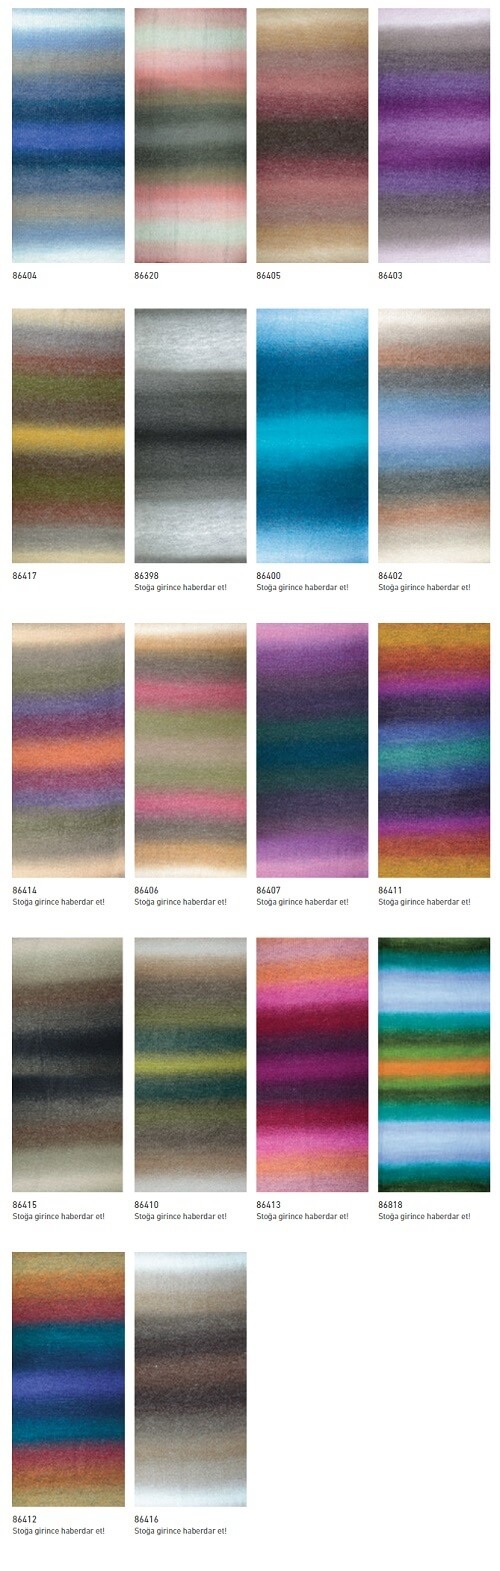 86404
86620
86405
86403
86417
86398
Stoğa girince haberdar et!
86400
Stoğa girince haberdar et!
86402
Stoğa girince haberdar et!
86414
Stoğa girince haberdar et!
86406
Stoğa girince haberdar et!
86407
Stoğa girince haberdar et!
86411
Stoğa girince haberdar et!
86415
Stoğa girince haberdar et!
86410
Stoğa girince haberdar et!
86413
Stoğa girince haberdar et!
86818
Stoğa girince haberdar et!
86412
Stoğa girince haberdar et!
86416
Stoğa girince haberdar et!